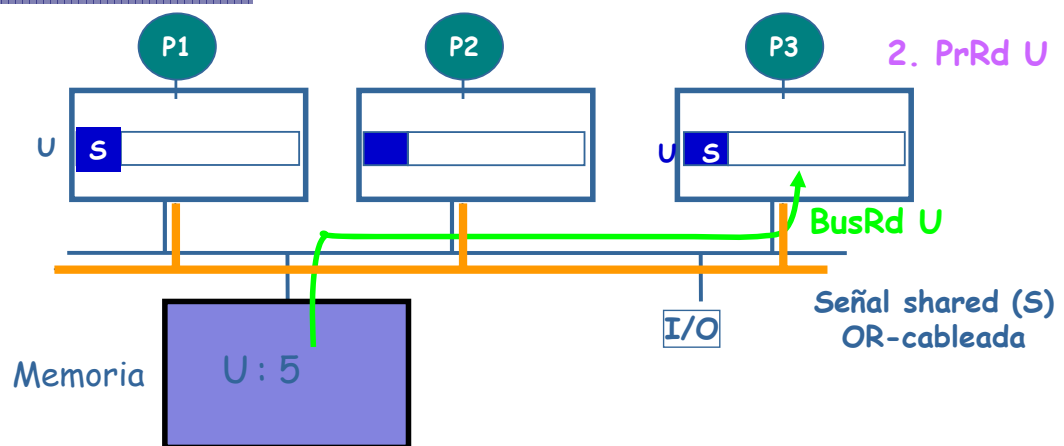 P1
P2
P3
2. PrRd U
U
S
U
S
BusRd U
Señal shared (S)
OR-cableada
I/O
Memoria
U : 5